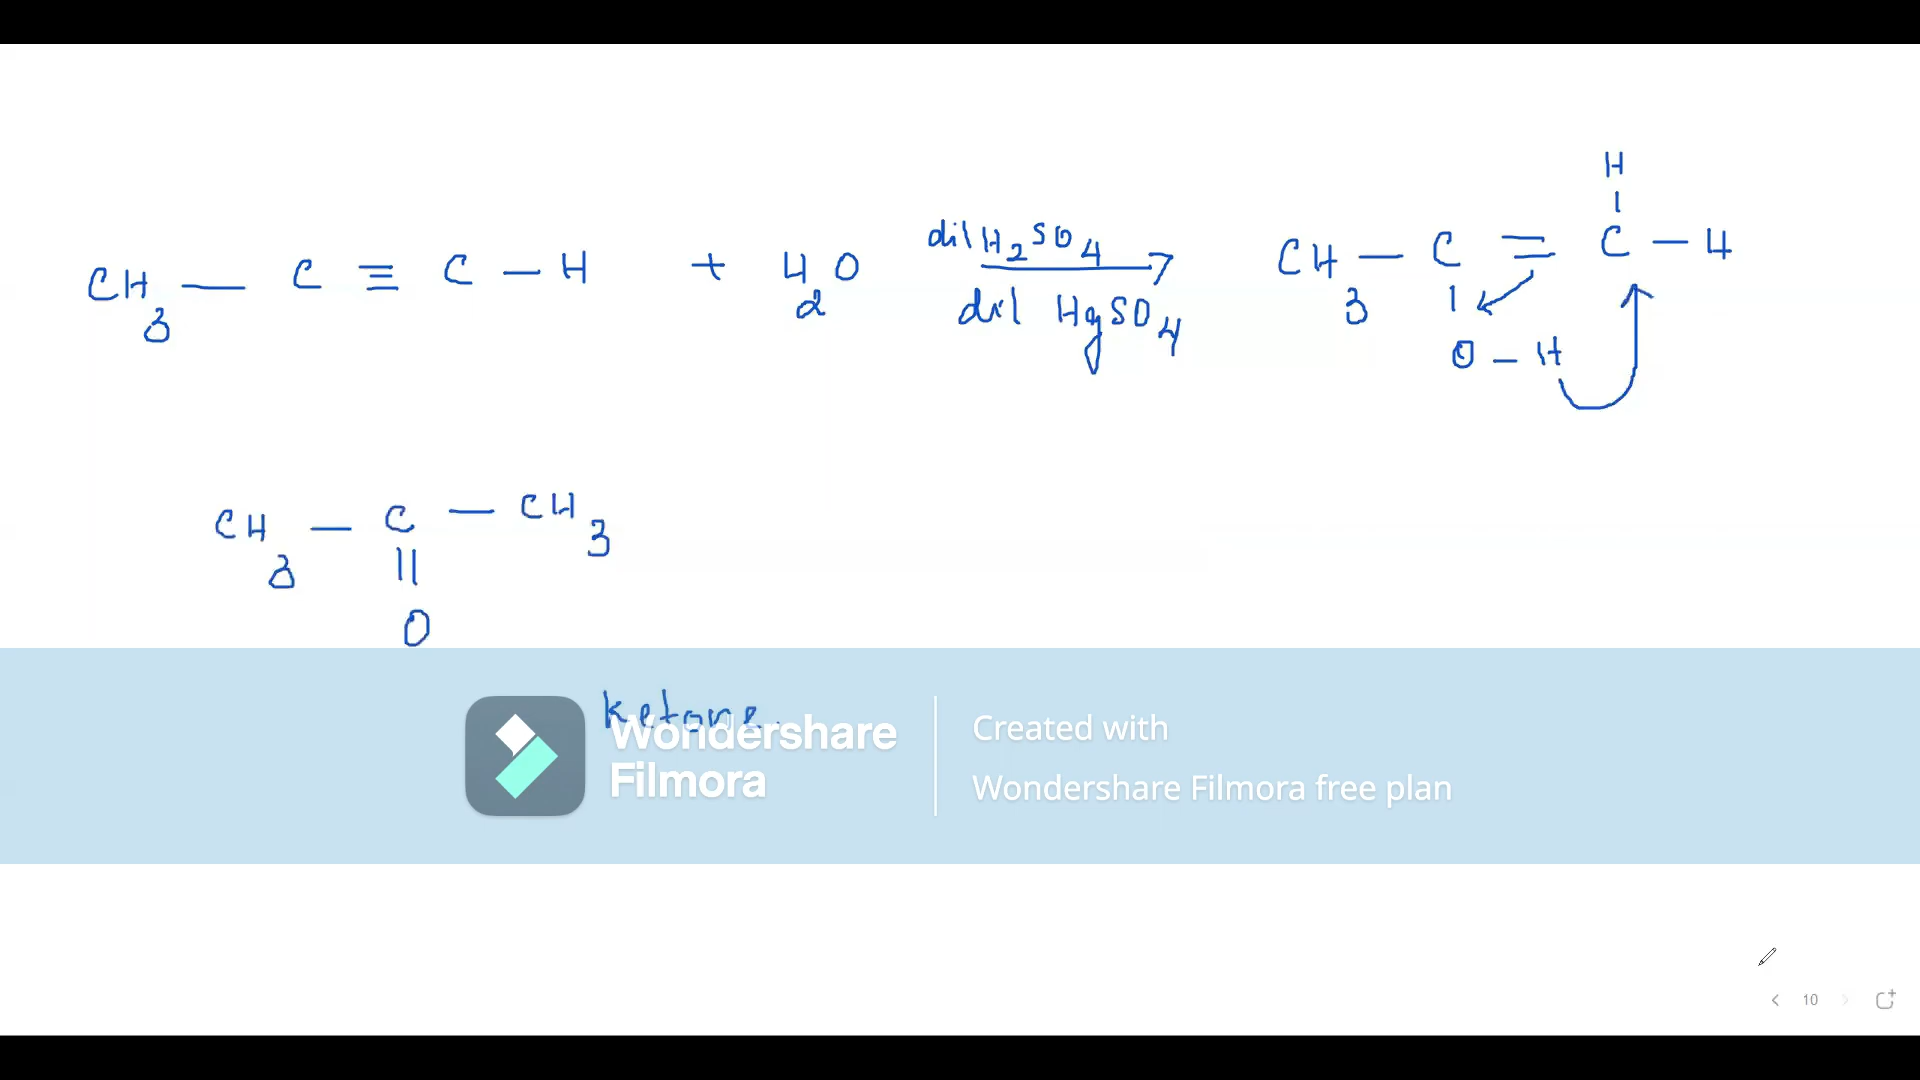 CH3 — C ≡ C — H + H2O dil H2SO4 dil HgSO4 → CH3 — C = C — H
H
O — H
CH3 — C — CH3
O
ketone.
Wondershare
Filmora
Created with
Wondershare Filmora free plan
10